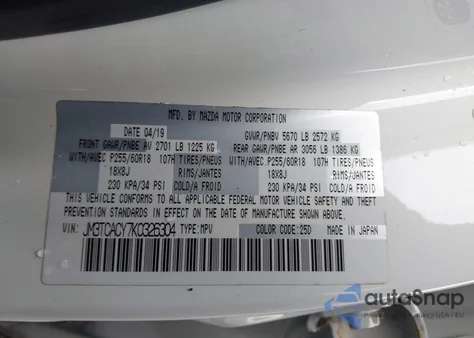 MFD. BY MAZDA MOTOR CORPORATION
DATE 04/19 GVWR/PNBV 5670 LB 2572 KG
FRONT GAWR/PNBE AV 2701 LB 1225 KG REAR GAWR/PNBE AR 3056 LB 1386 KG
WITH/AVEC P255/60R18 107H TIRES/PNEUS WITH/AVEC P255/60R18 107H TIRES/PNEUS
18X8J RIMS/JANTES 18X8J RIMS/JANTES
230 KPA/34 PSI COLD/FROID 230 KPA/34 PSI COLD/FROID
THIS VEHICLE CONFORMS TO ALL APPLICABLE U.S. FEDERAL
MOTOR VEHICLE SAFETY AND THEFT PREVENTION STANDARDS
IN EFFECT ON THE DATE OF MANUFACTURE SHOWN ABOVE.
VIN: JM3TCACY7K0325304 TYPE:MPV COLOR CODE:25D MADE IN JAPAN
autoSnap